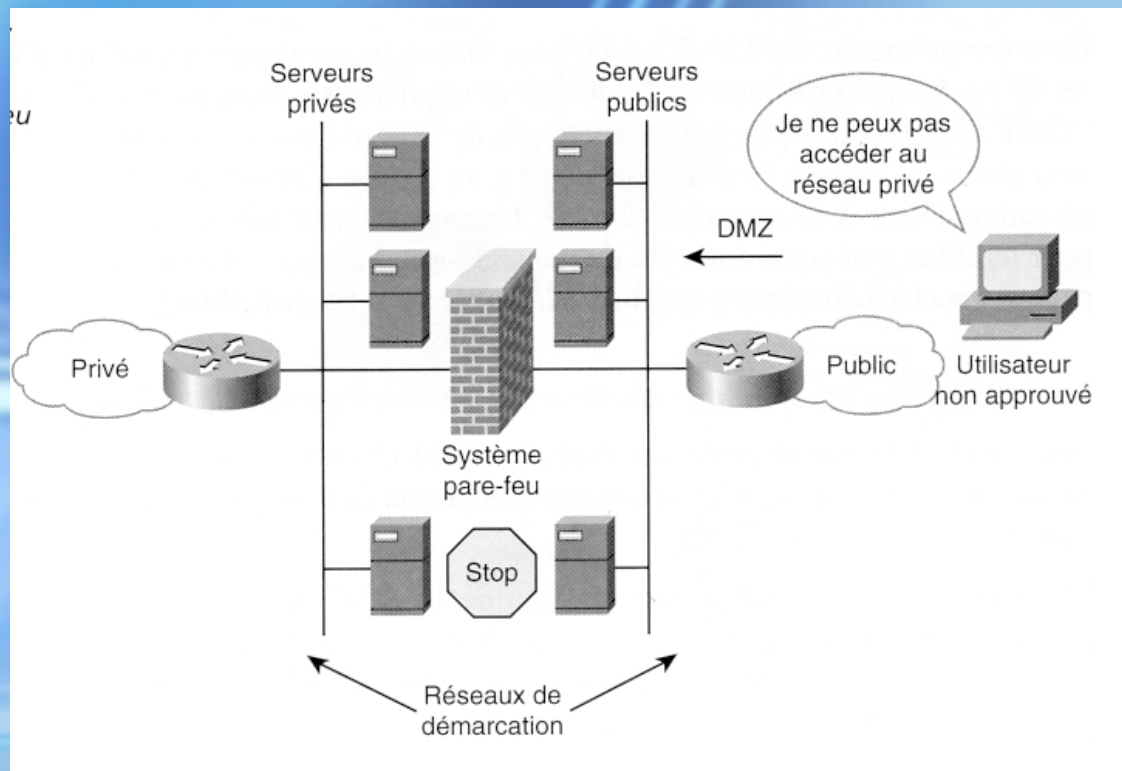 eu
Serveurs
privés
Serveurs
publics
Je ne peux pas
accéder au
réseau privé
DMZ
Privé
Public
Utilisateur
non approuvé
Système
pare-feu
Stop
Réseaux de
démarcation